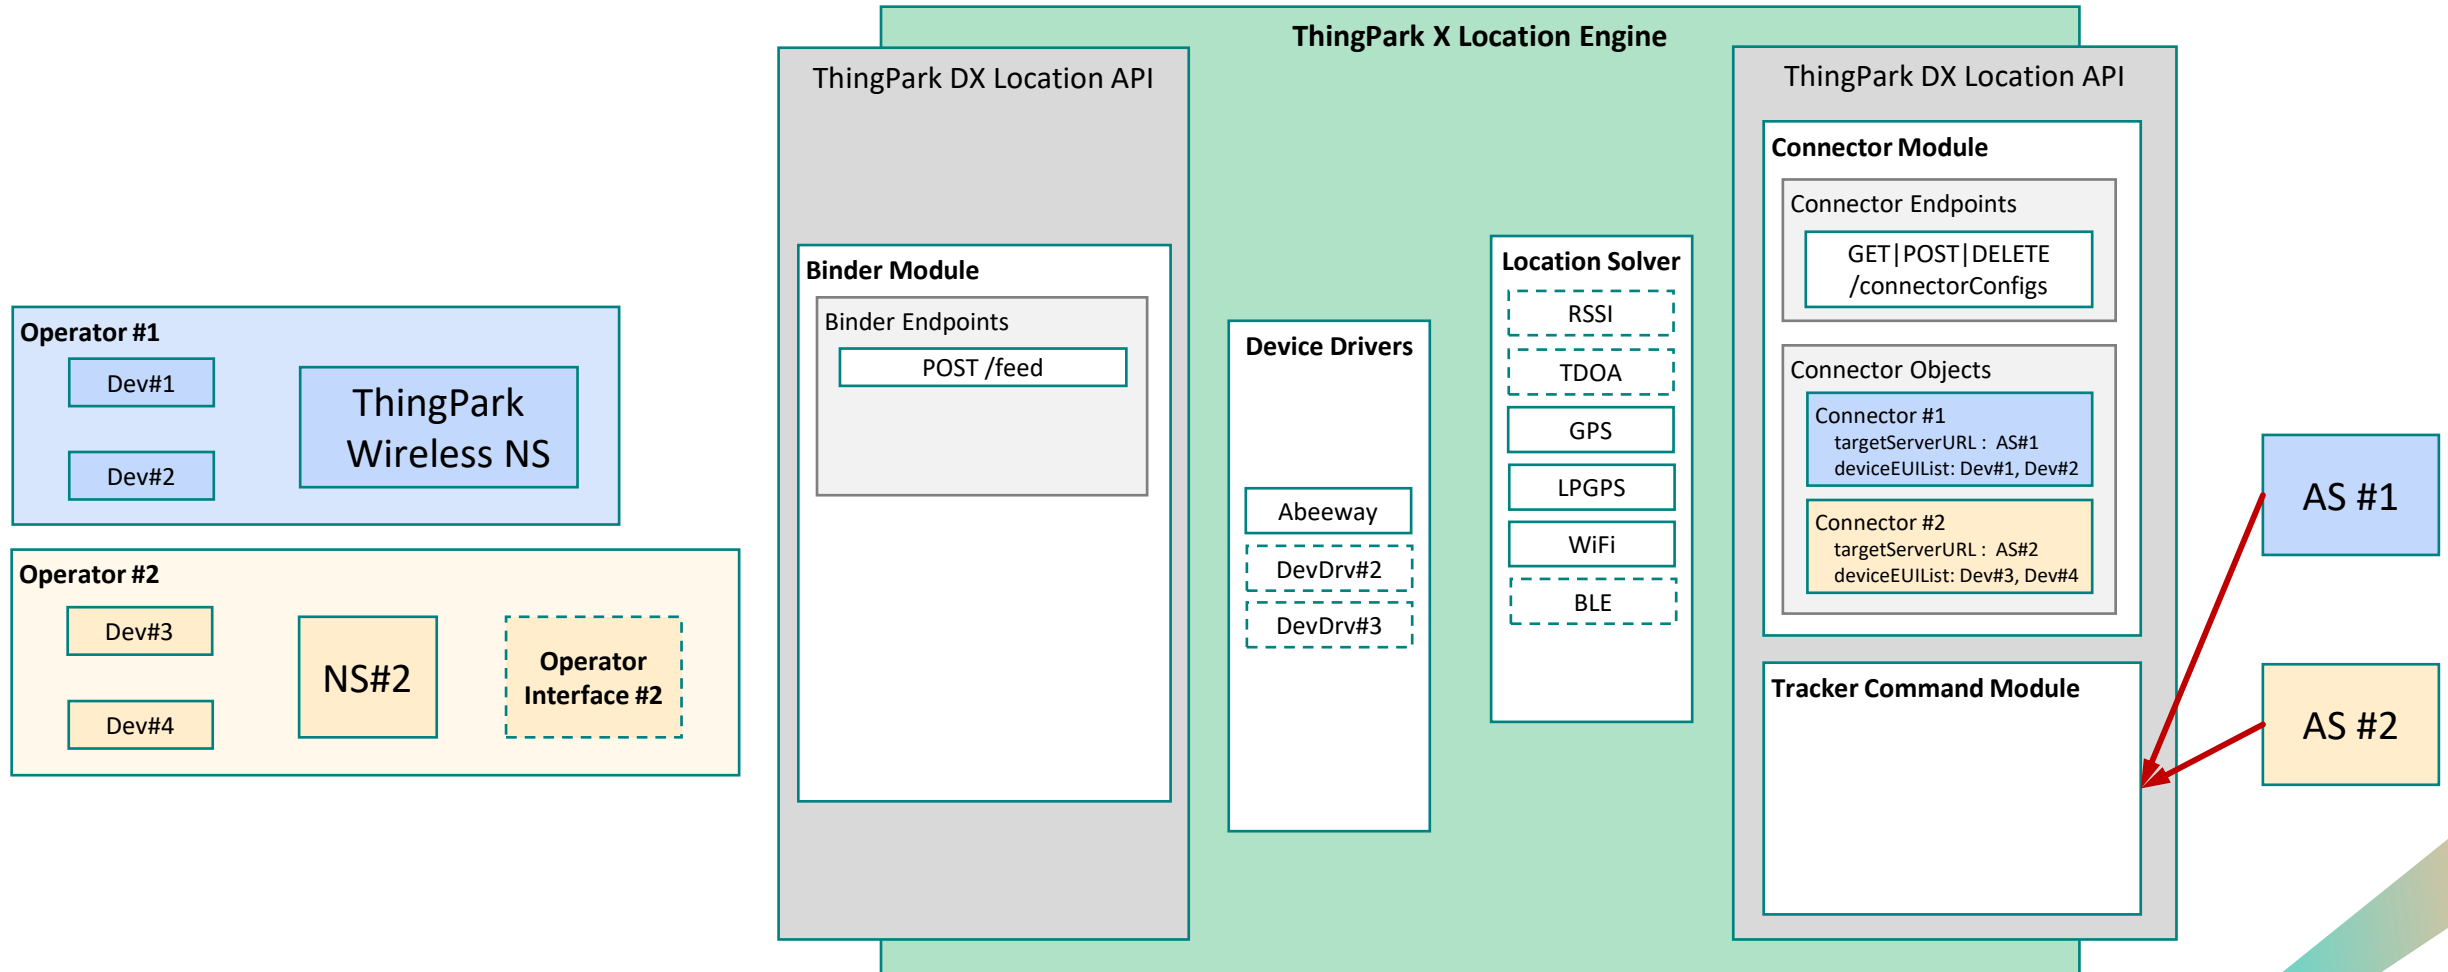 ThingPark X Location Engine
ThingPark DX Location API
Binder Module
Binder Endpoints
POST /feed
Operator #1
Dev#1
Dev#2
ThingPark
Wireless NS
Operator #2
Dev#3
Dev#4
NS#2
Operator
Interface #2
Device Drivers
Abeeway
DevDrv#2
DevDrv#3
Location Solver
RSSI
TDOA
GPS
LPGPS
WiFi
BLE
ThingPark DX Location API
Connector Module
Connector Endpoints
GET|POST|DELETE
/connectorConfigs
Connector Objects
Connector #1
targetServerURL : AS#1
deviceEUIList: Dev#1, Dev#2
Connector #2
targetServerURL : AS#2
deviceEUIList: Dev#3, Dev#4
Tracker Command Module
AS #1
AS #2